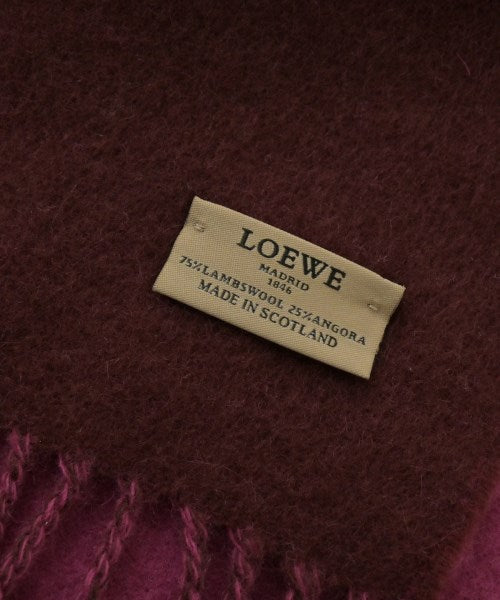 LOEWE
MADRID
1846
75% LAMBSWOOL 25% ANGORA
MADE IN SCOTLAND